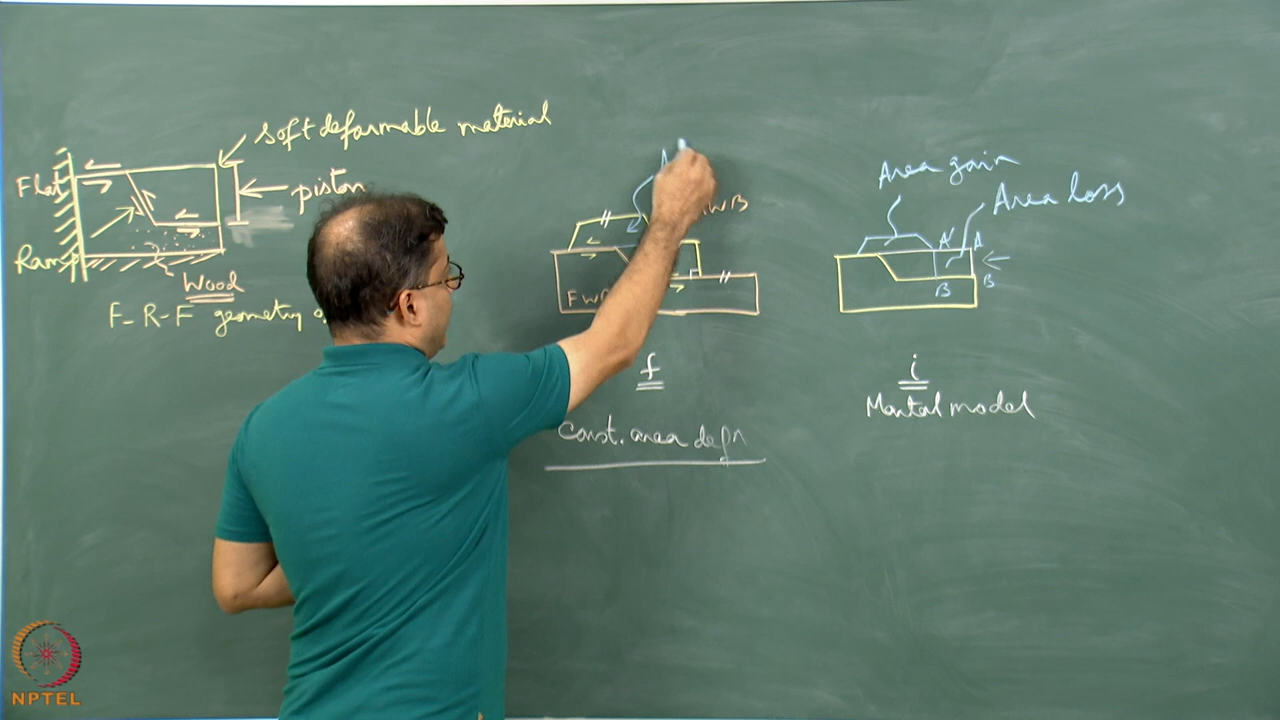 soft deformable material
Flat
piston
Ramp
Wood
F-R-F geometry
FW
WB
f
Const. area defn
Area gain
Area loss
A' A
B B
i
Mental model
NPTEL